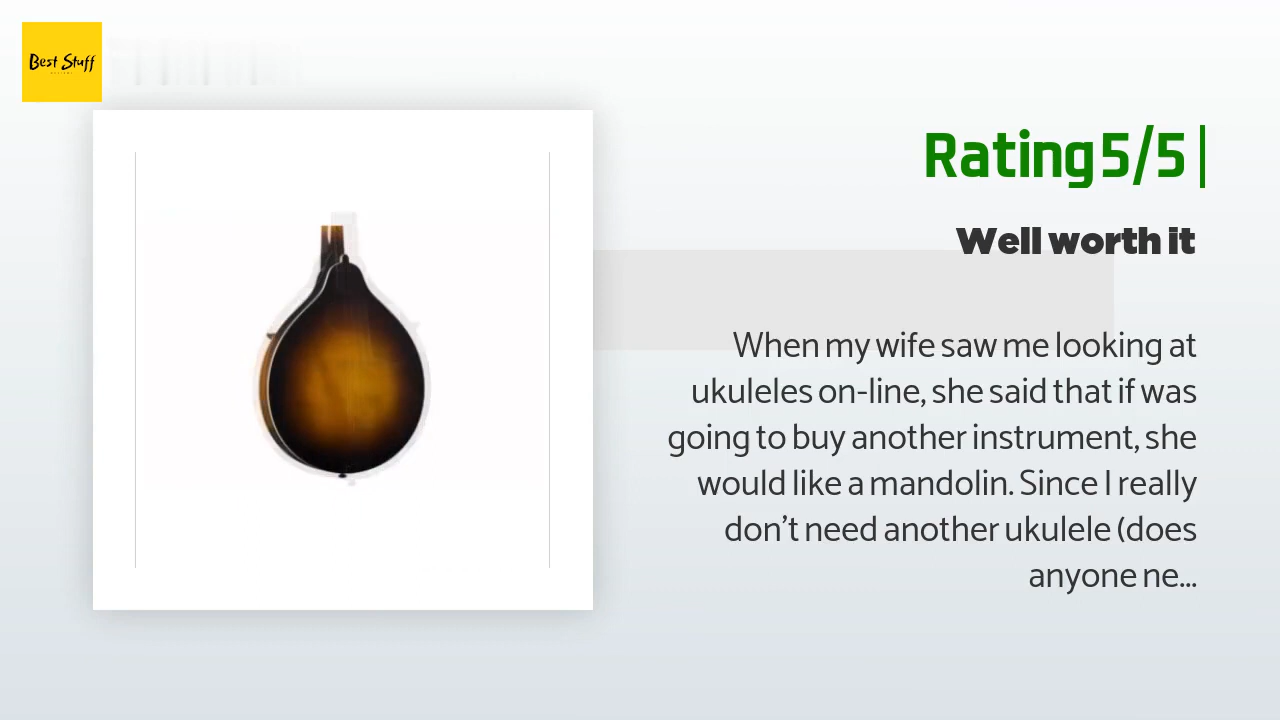 Best Stuff
Rating 5/5
Well worth it
When my wife saw me looking at
ukuleles on-line, she said that if was
going to buy another instrument, she
would like a mandolin. Since I really
don't need another ukulele (does
anyone ne...